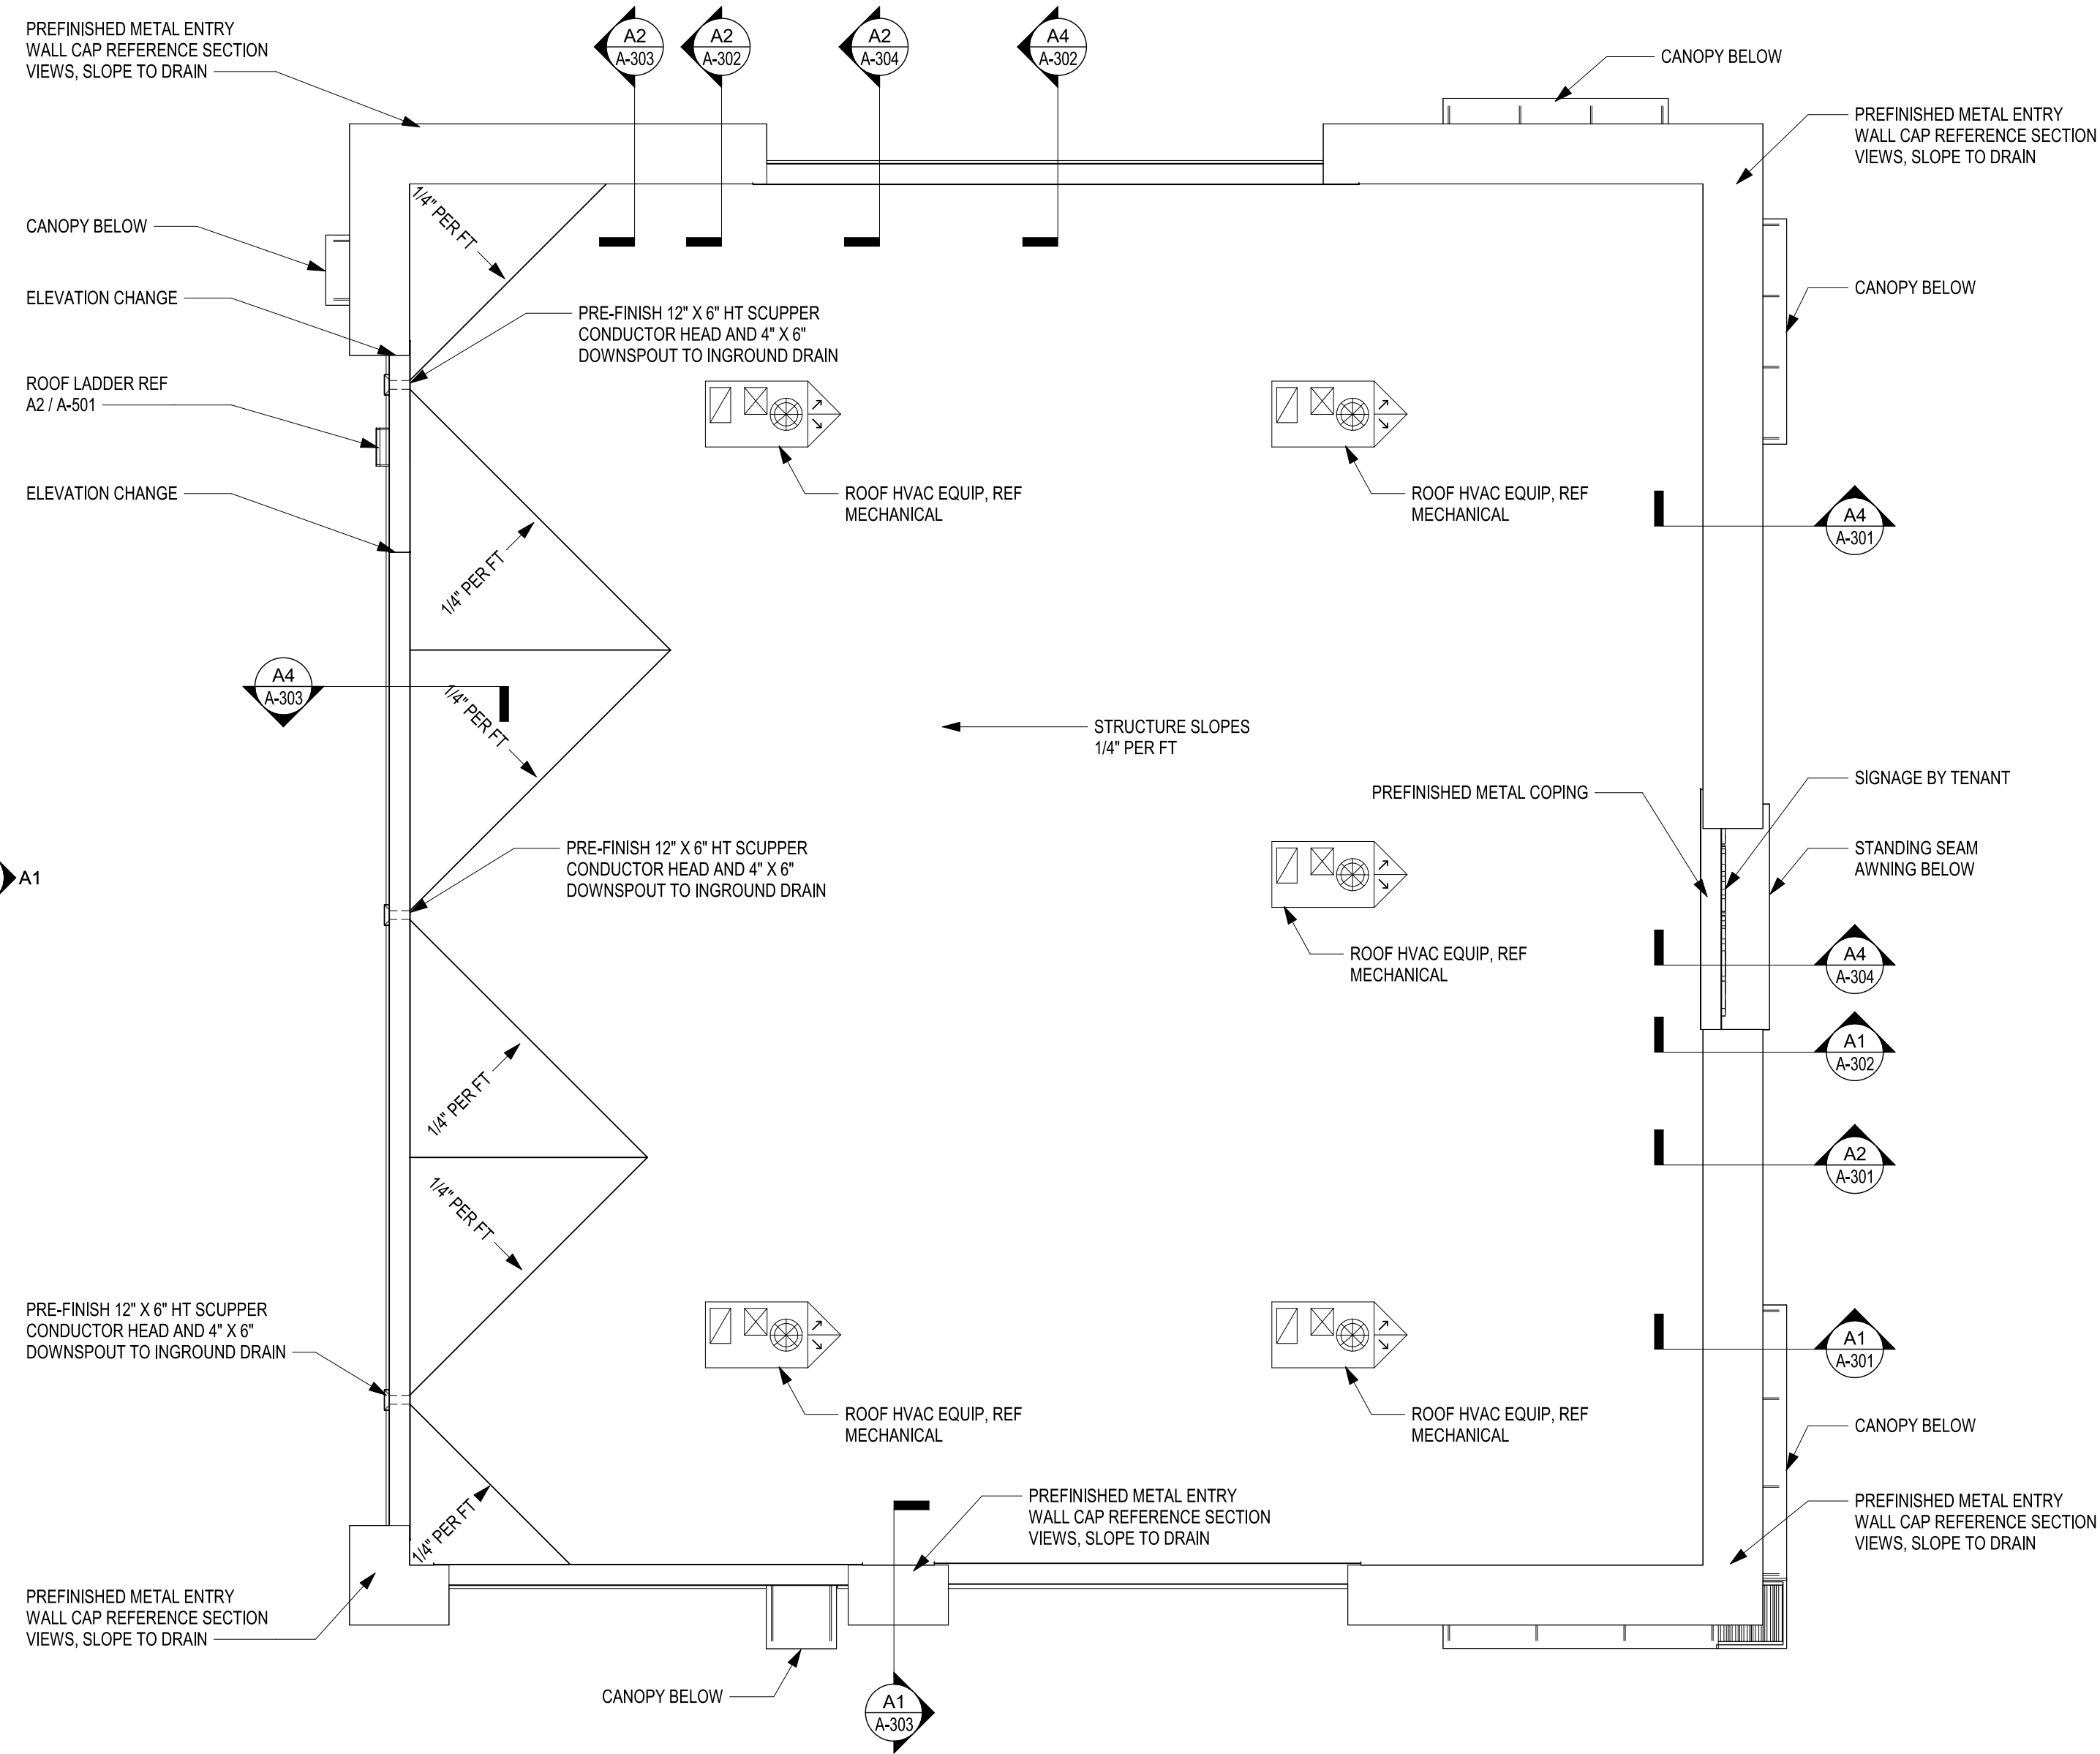 PREFINISHED METAL ENTRY
WALL CAP REFERENCE SECTION
VIEWS, SLOPE TO DRAIN
A2
A-303
A2
A-302
A2
A-304
A4
A-302
CANOPY BELOW
PREFINISHED METAL ENTRY
WALL CAP REFERENCE SECTION
VIEWS, SLOPE TO DRAIN
CANOPY BELOW
1/4" PER FT
ELEVATION CHANGE
CANOPY BELOW
PRE-FINISH 12" X 6" HT SCUPPER
CONDUCTOR HEAD AND 4" X 6"
DOWNSPOUT TO INGROUND DRAIN
ROOF LADDER REF
A2 / A-501
ELEVATION CHANGE
ROOF HVAC EQUIP, REF
MECHANICAL
ROOF HVAC EQUIP, REF
MECHANICAL
A4
A-301
1/4" PER FT
A4
A-303
1/4" PER FT
STRUCTURE SLOPES
1/4" PER FT
PREFINISHED METAL COPING
SIGNAGE BY TENANT
STANDING SEAM
AWNING BELOW
A1
PRE-FINISH 12" X 6" HT SCUPPER
CONDUCTOR HEAD AND 4" X 6"
DOWNSPOUT TO INGROUND DRAIN
ROOF HVAC EQUIP, REF
MECHANICAL
A4
A-304
A1
A-302
1/4" PER FT
A2
A-301
1/4" PER FT
PRE-FINISH 12" X 6" HT SCUPPER
CONDUCTOR HEAD AND 4" X 6"
DOWNSPOUT TO INGROUND DRAIN
A1
A-301
ROOF HVAC EQUIP, REF
MECHANICAL
ROOF HVAC EQUIP, REF
MECHANICAL
CANOPY BELOW
1/4" PER FT
PREFINISHED METAL ENTRY
WALL CAP REFERENCE SECTION
VIEWS, SLOPE TO DRAIN
PREFINISHED METAL ENTRY
WALL CAP REFERENCE SECTION
VIEWS, SLOPE TO DRAIN
PREFINISHED METAL ENTRY
WALL CAP REFERENCE SECTION
VIEWS, SLOPE TO DRAIN
CANOPY BELOW
A1
A-303